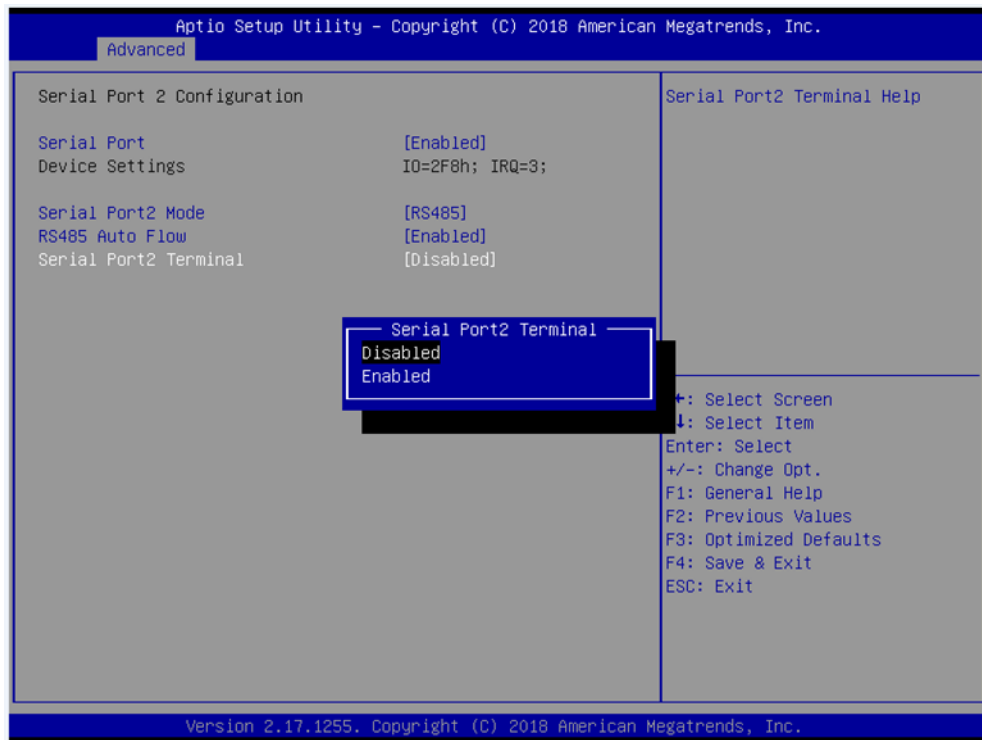 Aptio Setup Utility – Copyright (C) 2018 American Megatrends, Inc.
Advanced
Serial Port 2 Configuration
Serial Port [Enabled]
Device Settings IO=2F8h; IRQ=3;
Serial Port2 Mode [RS485]
RS485 Auto Flow [Enabled]
Serial Port2 Terminal [Disabled]
Serial Port2 Terminal
Disabled
Enabled
Serial Port2 Terminal Help
: Select Screen
↓: Select Item
Enter: Select
+/-: Change Opt.
F1: General Help
F2: Previous Values
F3: Optimized Defaults
F4: Save & Exit
ESC: Exit
Version 2.17.1255. Copyright (C) 2018 American Megatrends, Inc.